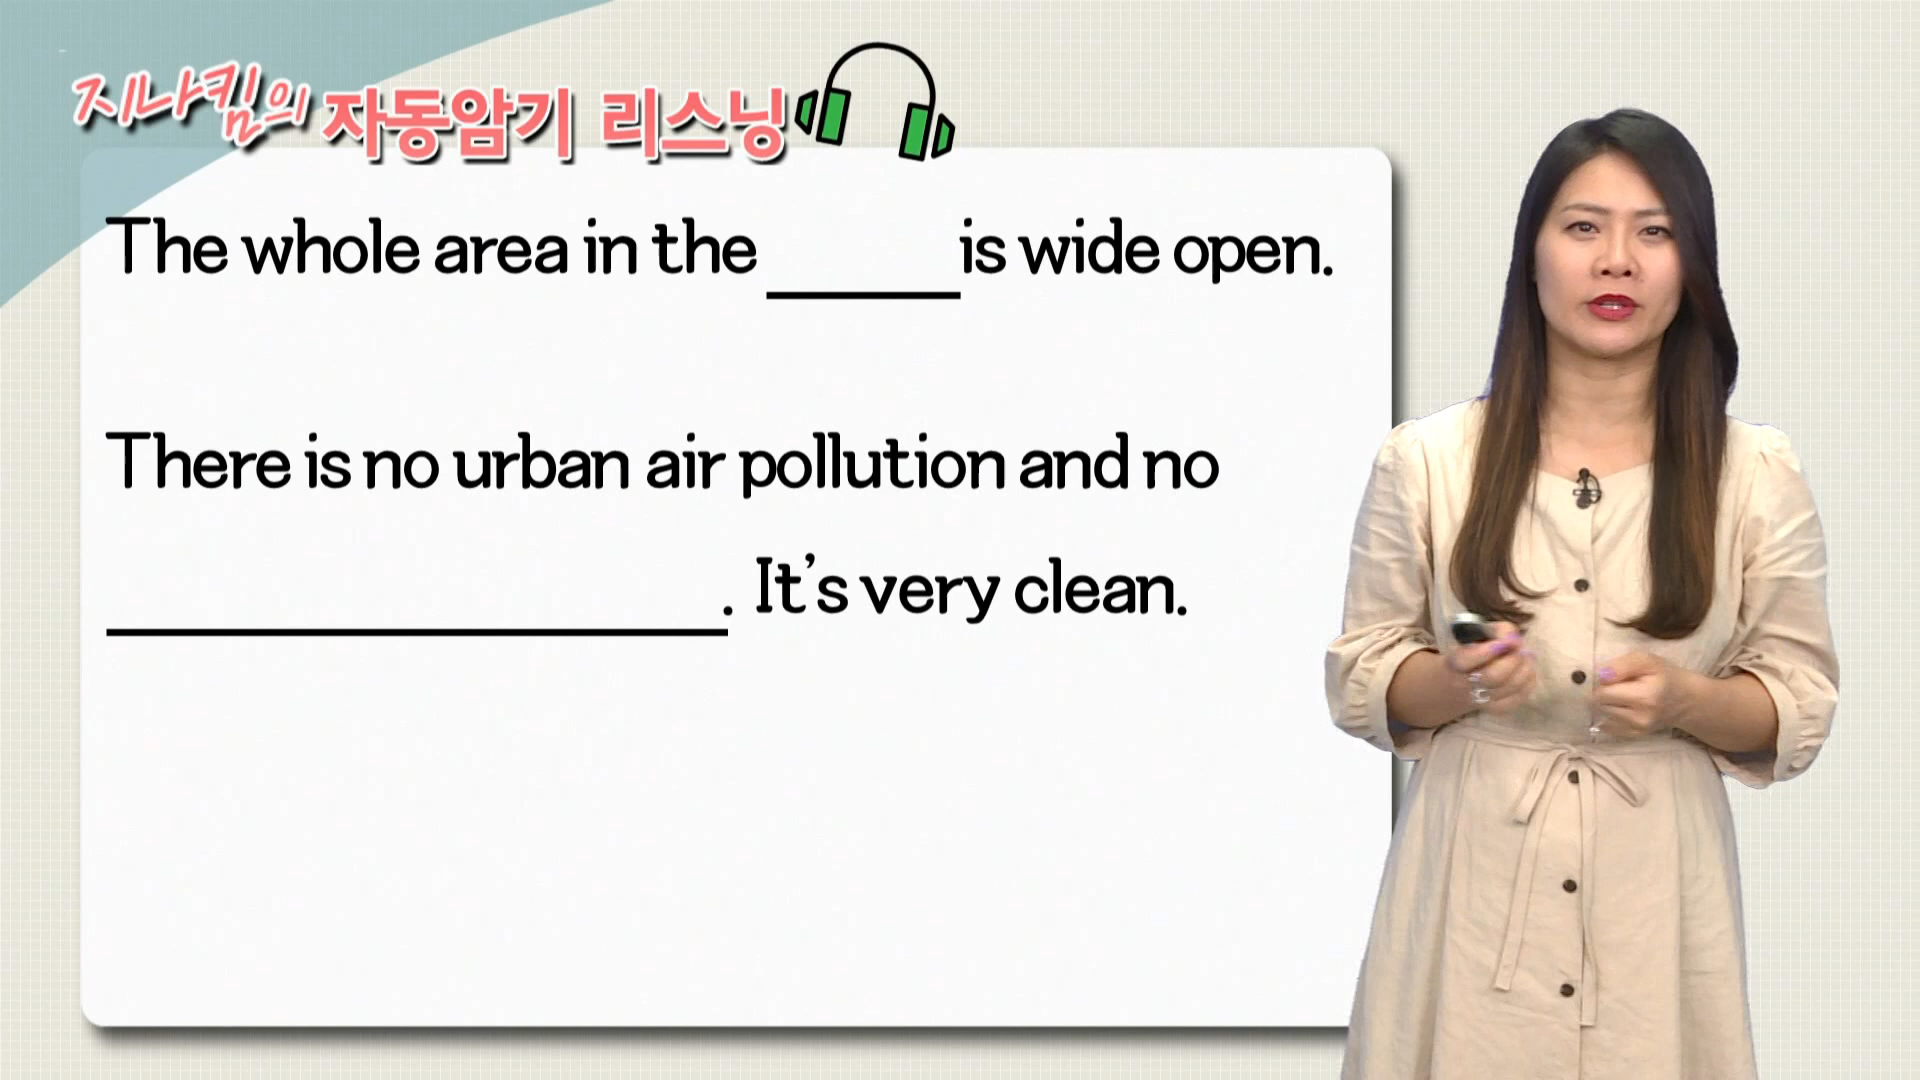 지나킴의 자동암기 리스닝
The whole area in the ______ is wide open.
There is no urban air pollution and no
______________. It's very clean.